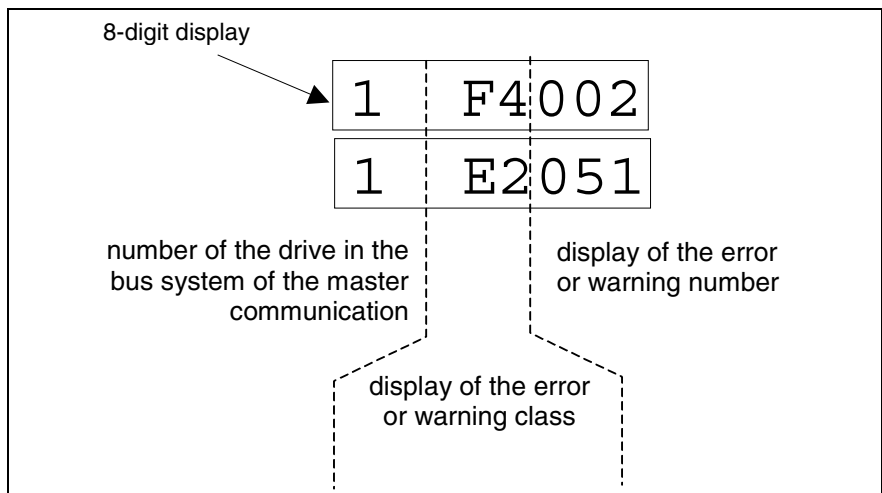 8-digit display
1 F4002
1 E2051
number of the drive in the
bus system of the master
communication
display of the error
or warning number
display of the error
or warning class